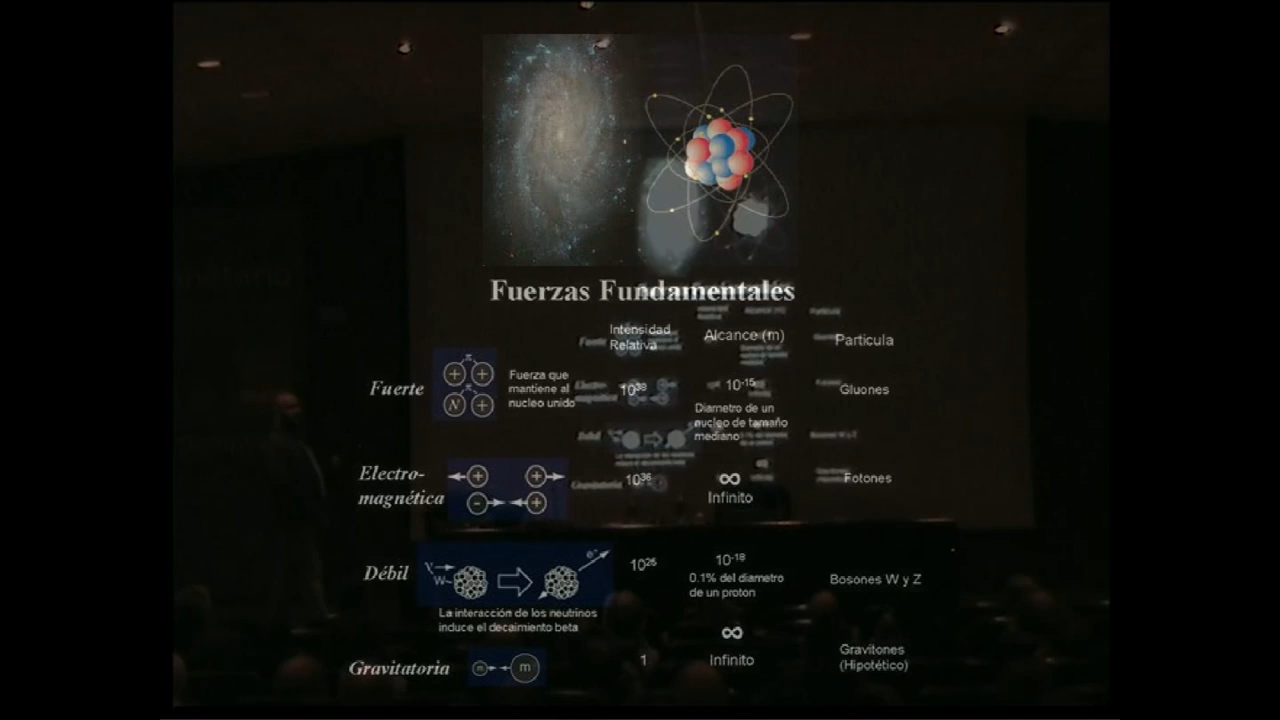 Fuerzas Fundamentales
Intensidad
Relativa
Alcance (m)
Particula
Fuerte
+ +
N +
Fuerza que
mantiene al
nucleo unido
10³⁸
10⁻¹⁵
Diametro de un
nucleo de tamaño
mediano
Gluones
Electro-
magnética
+ +
- +
10³⁶
∞
Infinito
Fotones
Débil
W
e⁻
La interacción de los neutrinos
induce el decaimiento beta
10²⁵
10⁻¹⁸
0.1% del diametro
de un proton
Bosones W y Z
Gravitatoria
m m
1
∞
Infinito
Gravitones
(Hipotético)